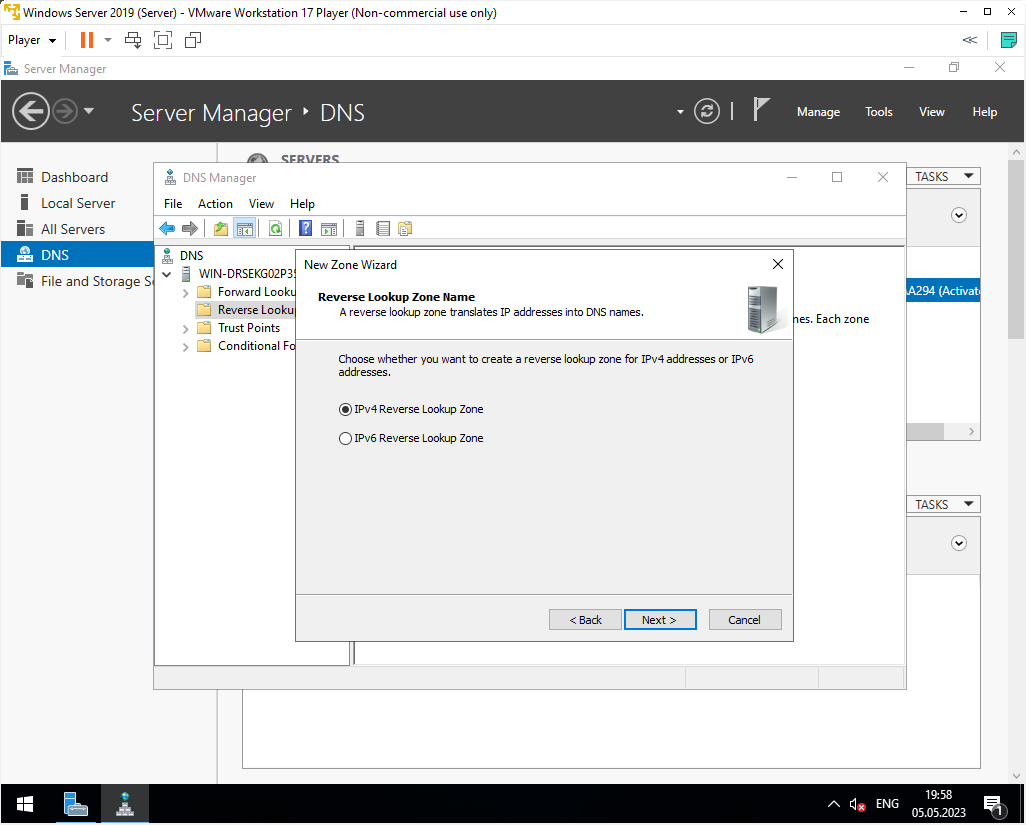 Windows Server 2019 (Server) - VMware Workstation 17 Player (Non-commercial use only)
Player
Server Manager
Server Manager DNS
Manage Tools View Help
Dashboard
Local Server
All Servers
DNS
File and Storage Se
SERVERS
TASKS
DNS Manager
File Action View Help
DNS
WIN-DRSEKG02P35
Forward Looku
Reverse Looku
Trust Points
Conditional Fo
A294 (Activate
nes. Each zone
New Zone Wizard
Reverse Lookup Zone Name
A reverse lookup zone translates IP addresses into DNS names.
Choose whether you want to create a reverse lookup zone for IPv4 addresses or IPv6
addresses.
IPv4 Reverse Lookup Zone
IPv6 Reverse Lookup Zone
< Back Next > Cancel
TASKS
ENG
19:58
05.05.2023
1